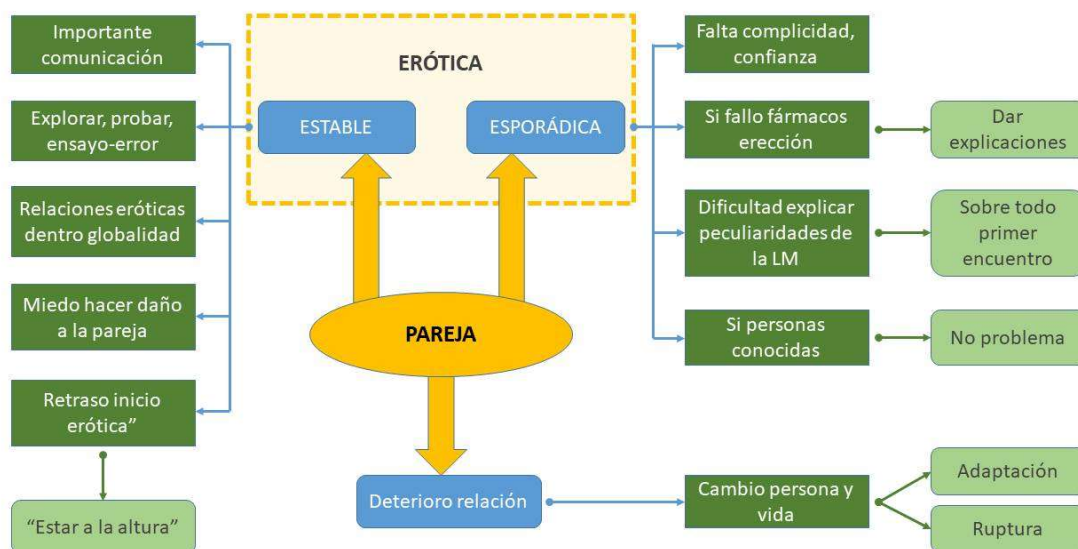 Importante
comunicación
Explorar, probar,
ensayo-error
Relaciones eróticas
dentro globalidad
Miedo hacer daño
a la pareja
Retraso inicio
erótica”
“Estar a la altura”
ERÓTICA
ESTABLE
ESPORÁDICA
PAREJA
Deterioro relación
Falta complicidad,
confianza
Si fallo fármacos
erección
Dar
explicaciones
Dificultad explicar
peculiaridades de
la LM
Sobre todo
primer
encuentro
Si personas
conocidas
No problema
Cambio persona y
vida
Adaptación
Ruptura